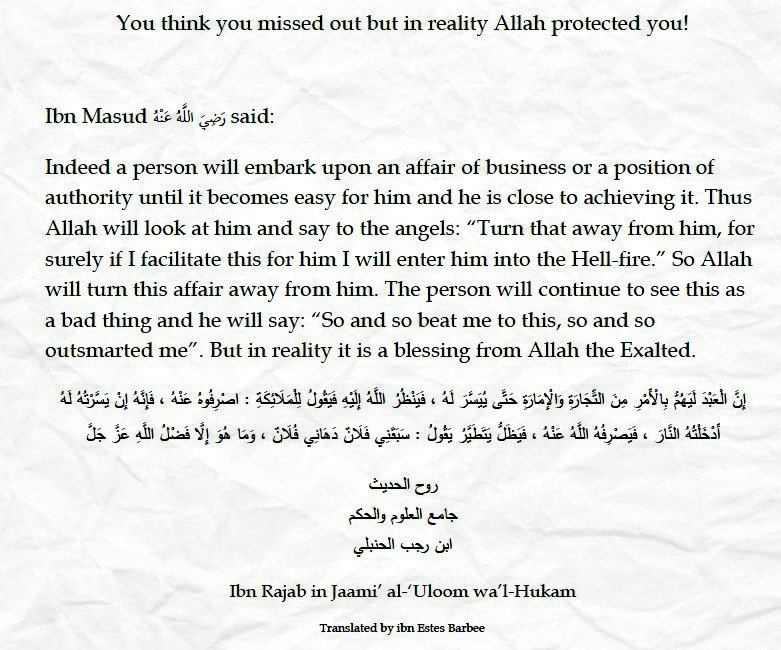 You think you missed out but in reality Allah protected you!
Ibn Masud رَضِيَ اللَّهُ عَنْهُ said:
Indeed a person will embark upon an affair of business or a position of
authority until it becomes easy for him and he is close to achieving it. Thus
Allah will look at him and say to the angels: “Turn that away from him, for
surely if I facilitate this for him I will enter him into the Hell-fire.” So Allah
will turn this affair away from him. The person will continue to see this as
a bad thing and he will say: “So and so beat me to this, so and so
outsmarted me”. But in reality it is a blessing from Allah the Exalted.
إِنَّ الْعَبْدَ لَيَهُمُّ بِالْأَمْرِ مِنَ التِّجَارَةِ وَالْإِمَارَةِ حَتَّى يُيَسَّرَ لَهُ ، فَيَنْظُرُ اللَّهُ إِلَيْهِ فَيَقُولُ لِلْمَلَائِكَةِ : اصْرِفُوهُ عَنْهُ ، فَإِنَّهُ إِنْ يَسَّرْتُهُ لَهُ
أَدْخَلْتُهُ النَّارَ ، فَيَصْرِفُهُ اللَّهُ عَنْهُ ، فَيَظَلُّ يَتَطَيَّرُ يَقُولُ : سَبَقَنِي فَلَانٌ دَهَانِي فُلَانٌ ، وَمَا هُوَ إِلَّا فَضْلُ اللَّهِ عَزَّ جَلَّ
روح الحديث
جامع العلوم والحكم
ابن رجب الحنبلي
Ibn Rajab in Jaami’ al-‘Uloom wa’l-Hukam
Translated by ibn Estes Barbee